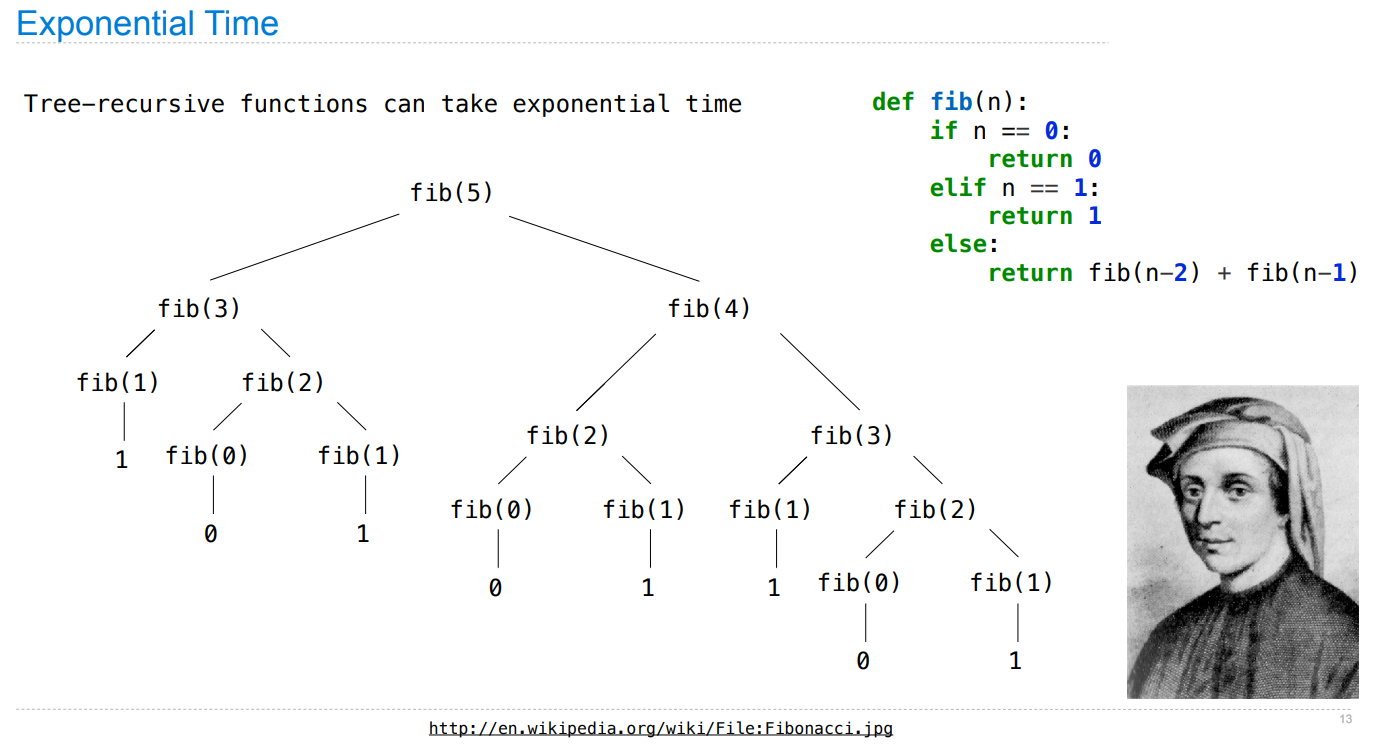 Exponential Time
Tree-recursive functions can take exponential time
def fib(n):
    if n == 0:
        return 0
    elif n == 1:
        return 1
    else:
        return fib(n-2) + fib(n-1)
fib(5)
fib(3) fib(4)
fib(1) fib(2)
fib(2) fib(3)
1 fib(0) fib(1)
fib(0) fib(1) fib(1) fib(2)
0 1
0 1 1 fib(0) fib(1)
0 1
http://en.wikipedia.org/wiki/File:Fibonacci.jpg
13